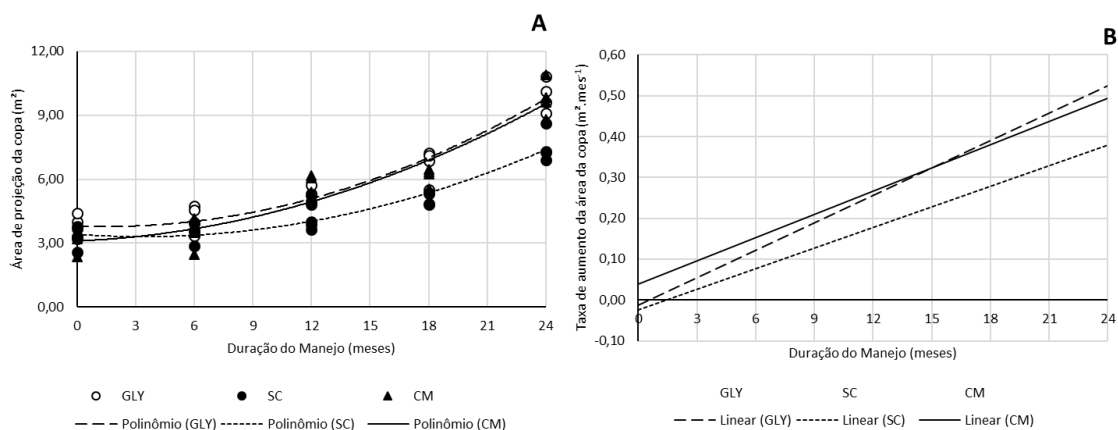 A
Área de projeção da copa (m²)
12,00
9,00
6,00
3,00
0,00
0 3 6 9 12 15 18 21 24
Duração do Manejo (meses)
GLY SC CM
Polinômio (GLY) Polinômio (SC) Polinômio (CM)
B
Taxa de aumento da área da copa (m².mes⁻¹)
0,60
0,50
0,40
0,30
0,20
0,10
0,00
-0,10
0 3 6 9 12 15 18 21 24
Duração do Manejo (meses)
GLY SC CM
Linear (GLY) Linear (SC) Linear (CM)